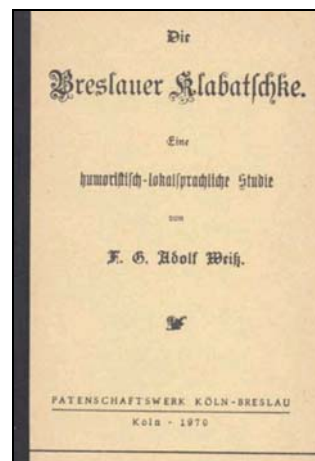 Die
Breslauer Klabatschke.
Eine
humoristisch-lokalsprachliche Studie
von
F. G. Adolf Weiß.
PATENSCHAFTSWERK KÖLN-BRESLAU
Köln - 1970